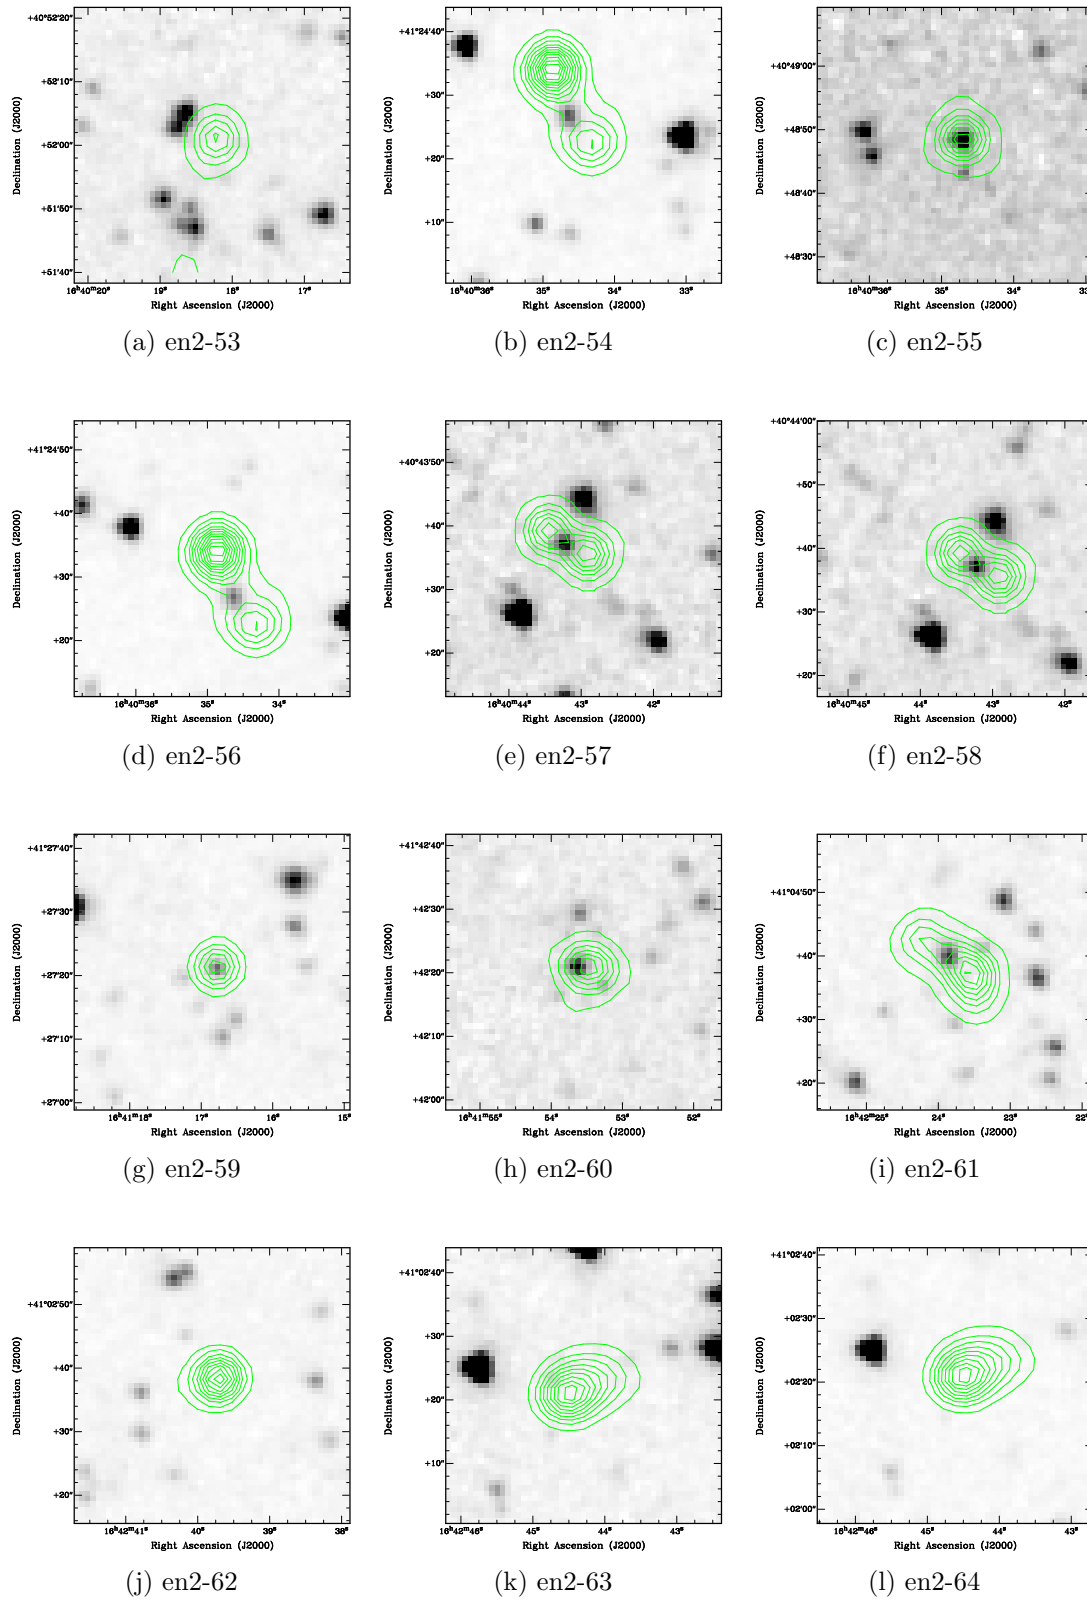 +40°52'20"
+52'10"
+52'00"
+51'50"
+51'40"
Declination (J2000)
16ʰ40ᵐ20ˢ 19ˢ 18ˢ 17ˢ
Right Ascension (J2000)
(a) en2-53
+41°24'40"
+30"
+20"
+10"
Declination (J2000)
16ʰ40ᵐ36ˢ 35ˢ 34ˢ 33ˢ
Right Ascension (J2000)
(b) en2-54
+40°49'00"
+48'50"
+48'40"
+48'30"
Declination (J2000)
16ʰ40ᵐ36ˢ 35ˢ 34ˢ 33ˢ
Right Ascension (J2000)
(c) en2-55
+41°24'50"
+40"
+30"
+20"
Declination (J2000)
16ʰ40ᵐ36ˢ 35ˢ 34ˢ
Right Ascension (J2000)
(d) en2-56
+40°43'50"
+40"
+30"
+20"
Declination (J2000)
16ʰ40ᵐ44ˢ 43ˢ 42ˢ
Right Ascension (J2000)
(e) en2-57
+40°44'00"
+50"
+40"
+30"
+20"
Declination (J2000)
16ʰ40ᵐ45ˢ 44ˢ 43ˢ 42ˢ
Right Ascension (J2000)
(f) en2-58
+41°27'40"
+27'30"
+27'20"
+27'10"
+27'00"
Declination (J2000)
16ʰ41ᵐ18ˢ 17ˢ 16ˢ 15ˢ
Right Ascension (J2000)
(g) en2-59
+41°42'40"
+42'30"
+42'20"
+42'10"
+42'00"
Declination (J2000)
16ʰ41ᵐ55ˢ 54ˢ 53ˢ 52ˢ
Right Ascension (J2000)
(h) en2-60
+41°04'50"
+40"
+30"
+20"
Declination (J2000)
16ʰ42ᵐ25ˢ 24ˢ 23ˢ 22ˢ
Right Ascension (J2000)
(i) en2-61
+41°02'50"
+40"
+30"
+20"
Declination (J2000)
16ʰ42ᵐ41ˢ 40ˢ 39ˢ 38ˢ
Right Ascension (J2000)
(j) en2-62
+41°02'40"
+30"
+20"
+10"
Declination (J2000)
16ʰ42ᵐ46ˢ 45ˢ 44ˢ 43ˢ
Right Ascension (J2000)
(k) en2-63
+41°02'40"
+02'30"
+02'20"
+02'10"
+02'00"
Declination (J2000)
16ʰ42ᵐ46ˢ 45ˢ 44ˢ 43ˢ
Right Ascension (J2000)
(l) en2-64